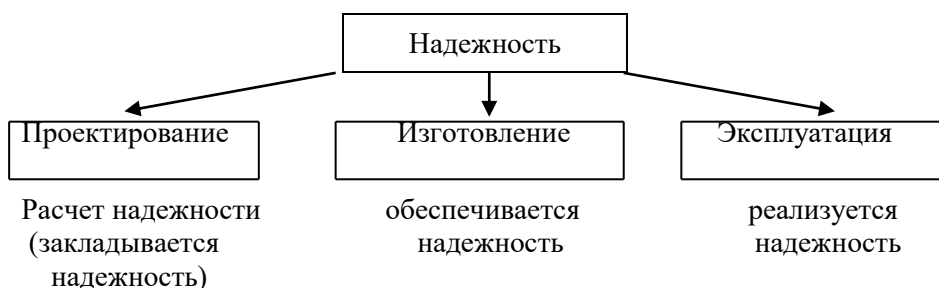 Надежность
Проектирование
Изготовление
Эксплуатация
Расчет надежности
(закладывается
надежность)
обеспечивается
надежность
реализуется
надежность